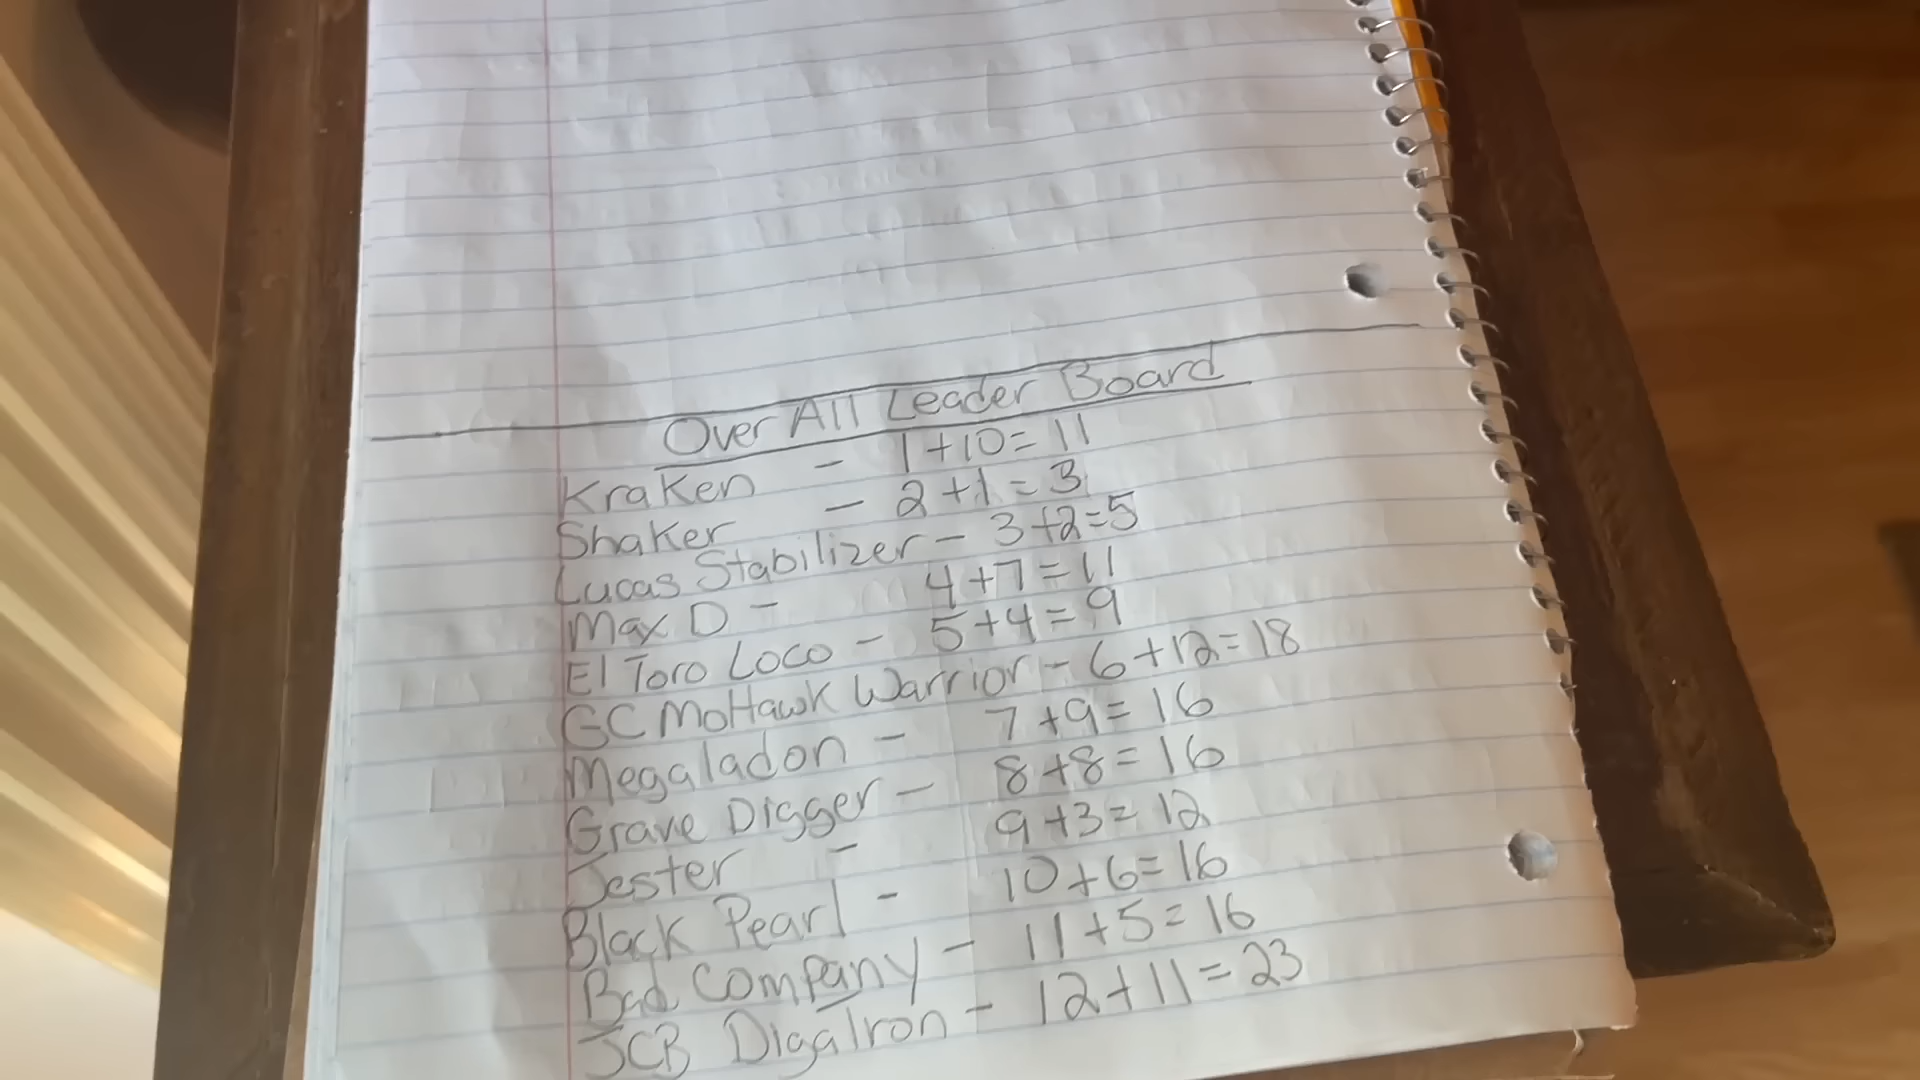 Over All Leader Board
Kraken - 1+10=11
Shaker - 2+1=3
Lucas Stabilizer - 3+2=5
Max D - 4+7=11
El Toro Loco - 5+4=9
GC MoHawk Warrior - 6+12=18
Megaladon - 7+9=16
Grave Digger - 8+8=16
Jester - 9+3=12
Black Pearl - 10+6=16
Bad Company - 11+5=16
JCB DigaTron - 12+11=23